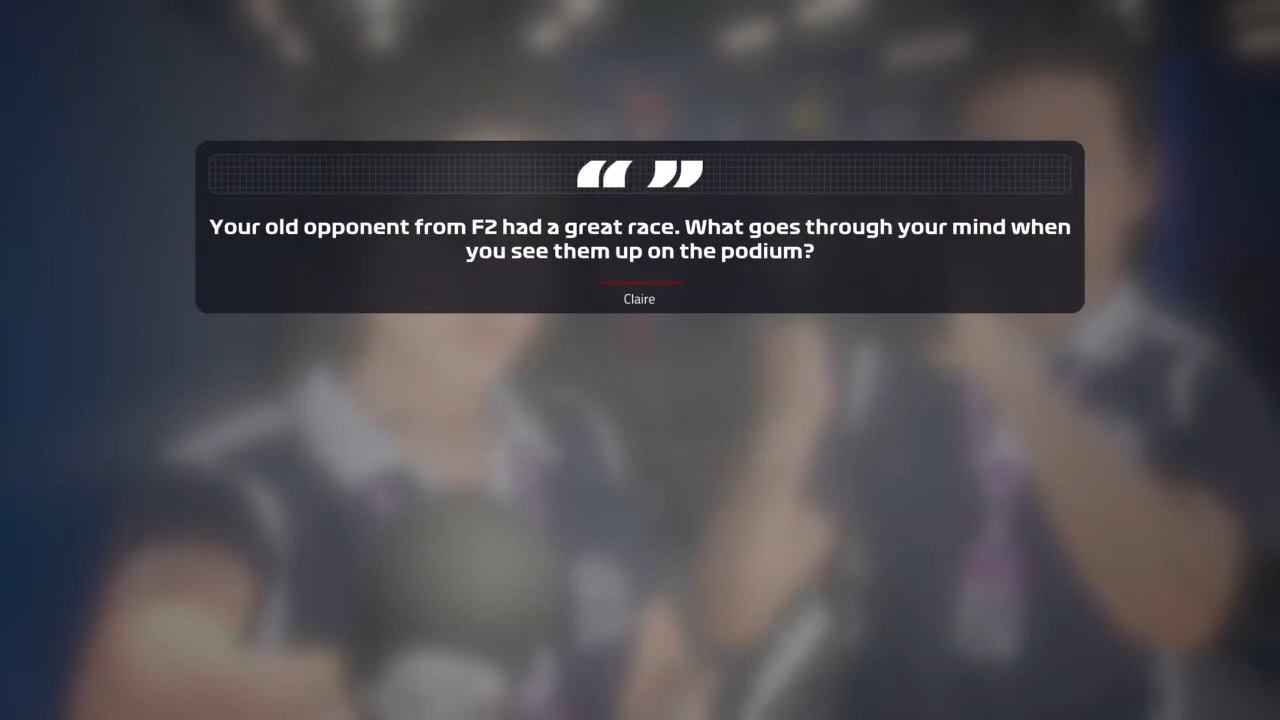 “ ”
Your old opponent from F2 had a great race. What goes through your mind when
you see them up on the podium?
Claire